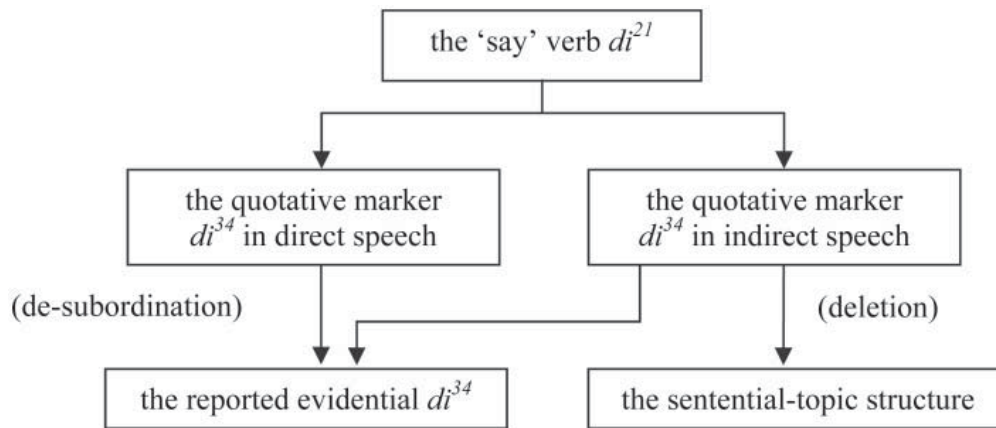 the ‘say’ verb di²¹
the quotative marker
di³⁴ in direct speech
the quotative marker
di³⁴ in indirect speech
(de-subordination)
(deletion)
the reported evidential di³⁴
the sentential-topic structure